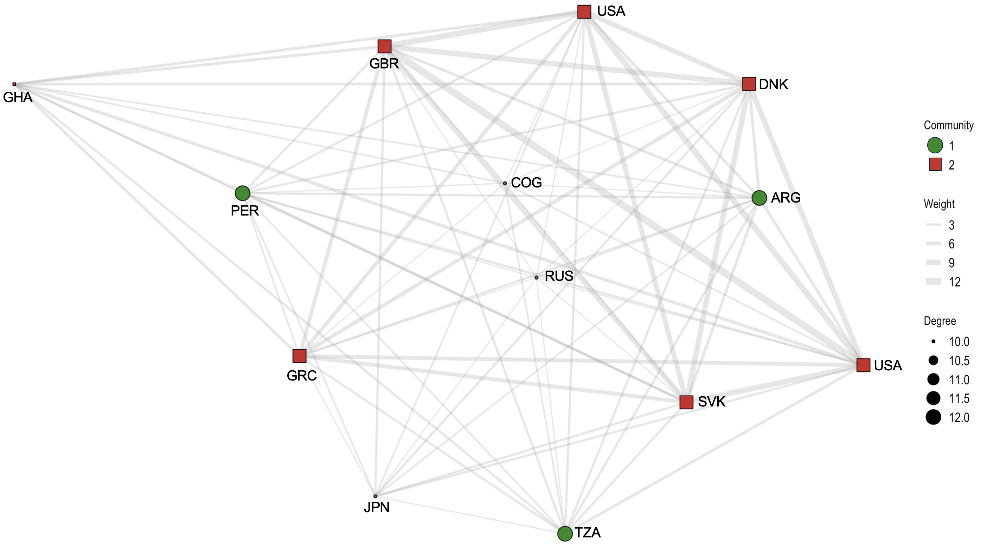 USA
GBR
DNK
GHA
COG
ARG
PER
RUS
GRC
USA
SVK
JPN
TZA
Community
1
2
Weight
3
6
9
12
Degree
10.0
10.5
11.0
11.5
12.0